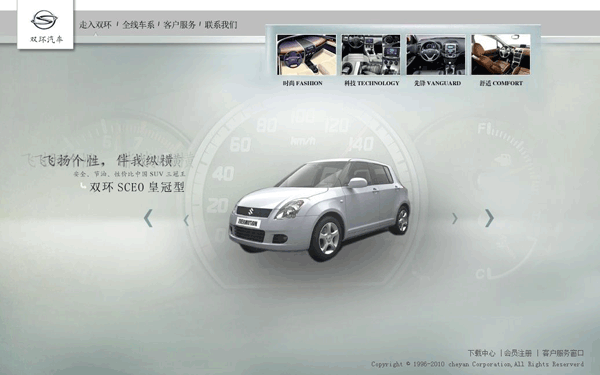 双环汽车
走入双环 / 全线车系 / 客户服务 / 联系我们
时尚 FASHION
科技 TECHNOLOGY
先锋 VANGUARD
舒适 COMFORT
飞扬个性，伴我纵横
安全、节油、性价比中国 SUV 三冠王
双环 SCEO 皇冠型
60
80
100
120
140
160
40
20
km/h
下载中心 | 会员注册 | 客户服务窗口
Copyright © 1996-2010 cheyun Corporation,All Rights Reserverd